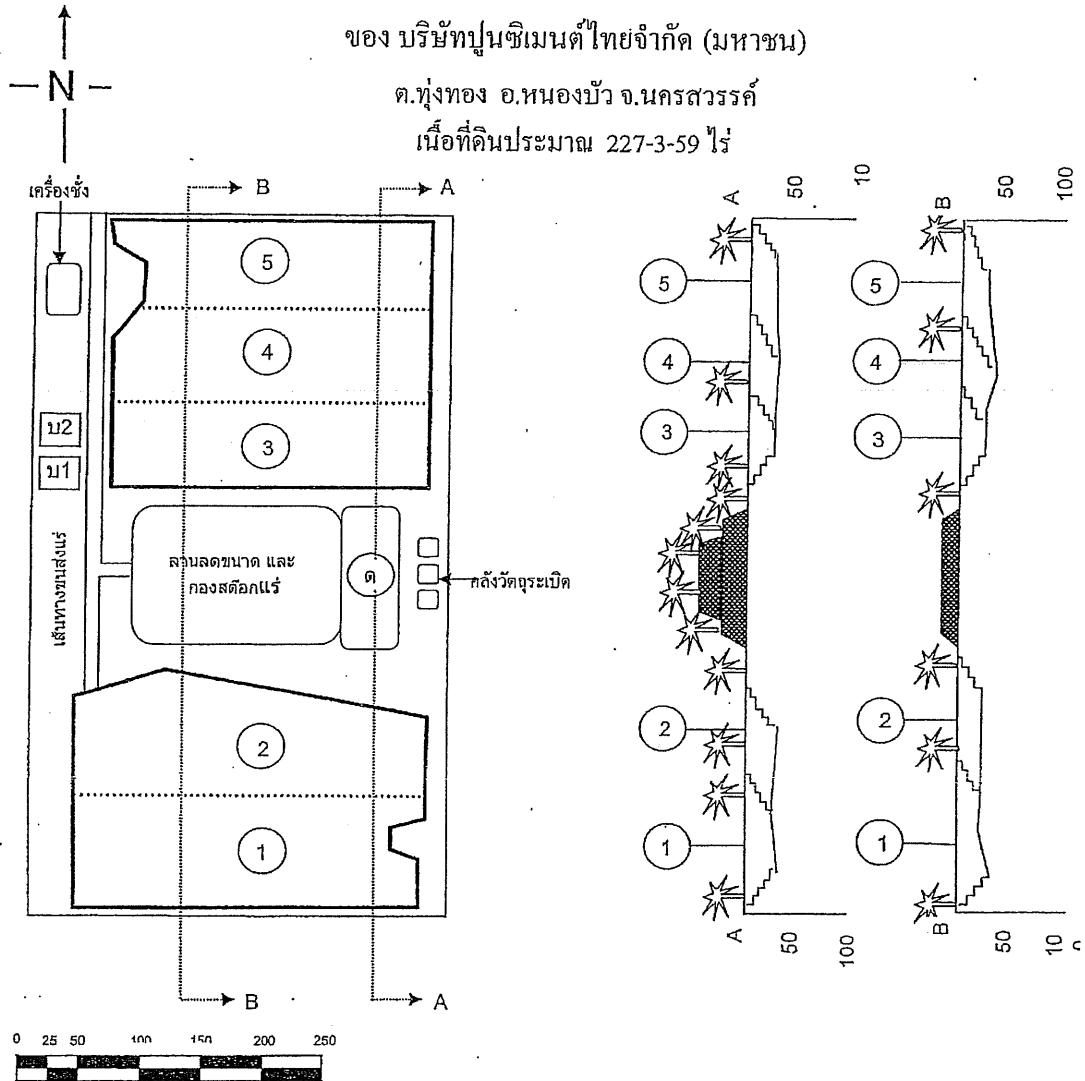 ของ บริษัทปูนซิเมนต์ไทยจำกัด (มหาชน)
ต.ทุ่งทอง อ.หนองบัว จ.นครสวรรค์
เนื้อที่ดินประมาณ 227-3-59 ไร่
N
เครื่องชั่ง
B
A
5
4
3
บ2
บ1
เส้นทางขนส่งแร่
ลานลดขนาด และ
กองสต๊อกแร่
ด
คลังวัตถุระเบิด
2
1
B
A
0 25 50 100 150 200 250
A
50
10
5
4
3
2
1
A
50
100
B
50
100
5
4
3
2
1
B
50
10